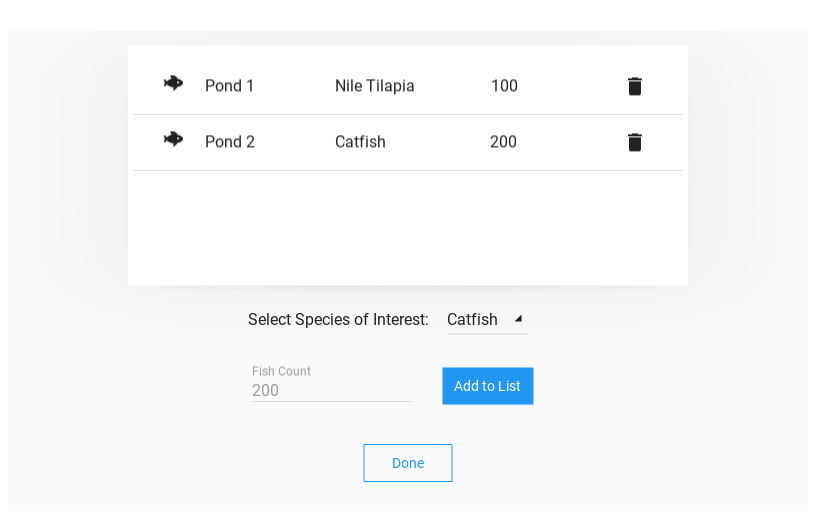 Pond 1 Nile Tilapia 100
Pond 2 Catfish 200
Select Species of Interest: Catfish
Fish Count
200
Add to List
Done